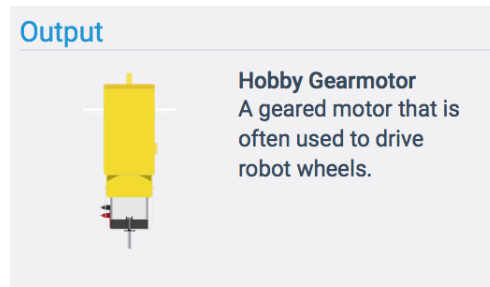 Output
Hobby Gearmotor
A geared motor that is
often used to drive
robot wheels.